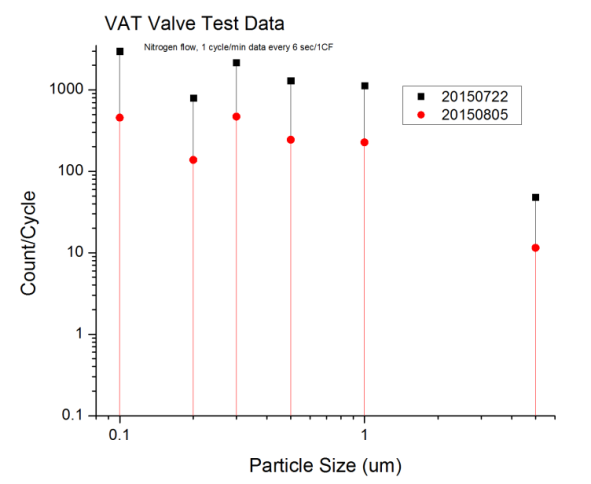 VAT Valve Test Data
Nitrogen flow, 1 cycle/min data every 6 sec/1CF
1000
100
10
1
0.1
Count/Cycle
20150722
20150805
0.1
1
Particle Size (um)